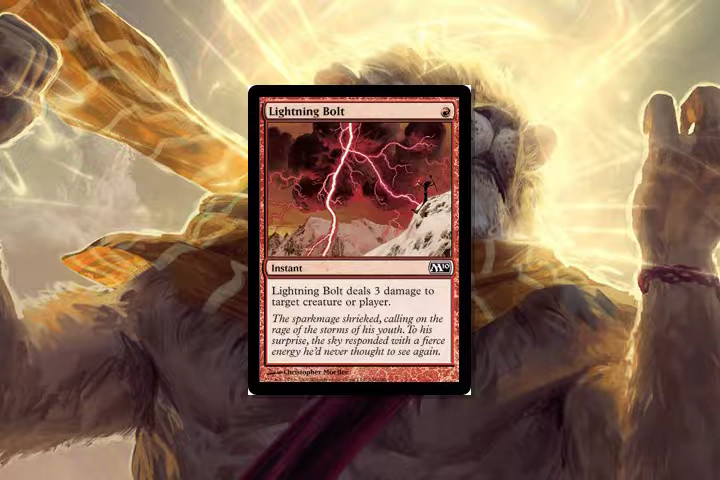 Lightning Bolt
Instant
M10
Lightning Bolt deals 3 damage to
target creature or player.
The sparkmage shrieked, calling on the
rage of the storms of his youth. To his
surprise, the sky responded with a fierce
energy he'd never thought to see again.
Christopher Moeller